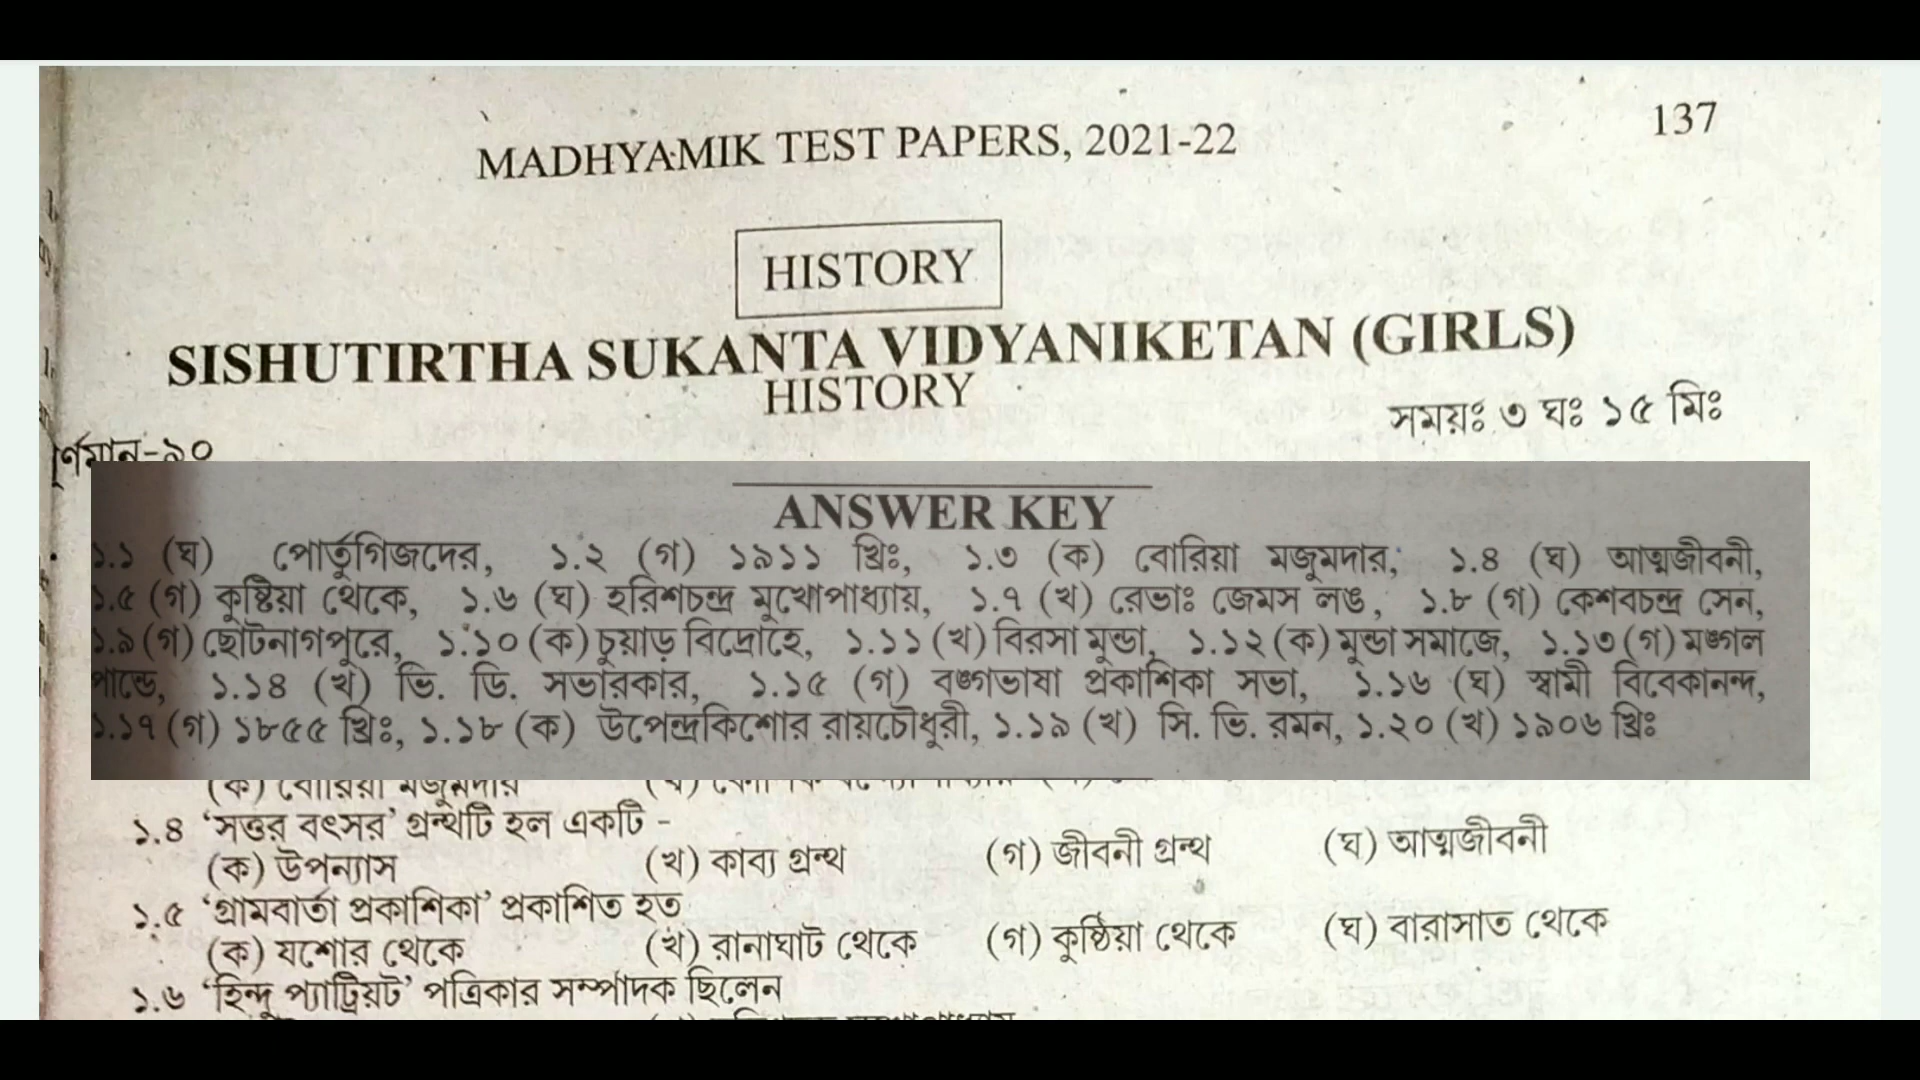 MADHYAMIK TEST PAPERS, 2021-22
137
HISTORY
SISHUTIRTHA SUKANTA VIDYANIKETAN (GIRLS)
HISTORY
সময়ঃ ৩ ঘঃ ১৫ মিঃ
পূর্ণমান-৯০
ANSWER KEY
১.১ (ঘ) পোর্তুগিজদের, ১.২ (গ) ১৯১১ খ্রিঃ, ১.৩ (ক) বোরিয়া মজুমদার, ১.৪ (ঘ) আত্মজীবনী,
১.৫ (গ) কুষ্টিয়া থেকে, ১.৬ (ঘ) হরিশচন্দ্র মুখোপাধ্যায়, ১.৭ (খ) রেভাঃ জেমস লঙ, ১.৮ (গ) কেশবচন্দ্র সেন,
১.৯ (গ) ছোটনাগপুরে, ১.১০ (ক) চুয়াড় বিদ্রোহে, ১.১১ (খ) বিরসা মুন্ডা, ১.১২ (ক) মুন্ডা সমাজে, ১.১৩ (গ) মঙ্গল
পান্ডে, ১.১৪ (খ) ভি. ডি. সভারকার, ১.১৫ (গ) বঙ্গভাষা প্রকাশিকা সভা, ১.১৬ (ঘ) স্বামী বিবেকানন্দ,
১.১৭ (গ) ১৮৫৫ খ্রিঃ, ১.১৮ (ক) উপেন্দ্রকিশোর রায়চৌধুরী, ১.১৯ (খ) সি. ভি. রমন, ১.২০ (খ) ১৯০৬ খ্রিঃ
(ক) বোরিয়া মজুমদার
১.৪ ‘সত্তর বৎসর’ গ্রন্থটি হল একটি -
(ক) উপন্যাস (খ) কাব্য গ্রন্থ (গ) জীবনী গ্রন্থ (ঘ) আত্মজীবনী
১.৫ ‘গ্রামবার্তা প্রকাশিকা’ প্রকাশিত হত
(ক) যশোর থেকে (খ) রানাঘাট থেকে (গ) কুষ্ঠিয়া থেকে (ঘ) বারাসাত থেকে
১.৬ ‘হিন্দু প্যাট্রিয়ট’ পত্রিকার সম্পাদক ছিলেন